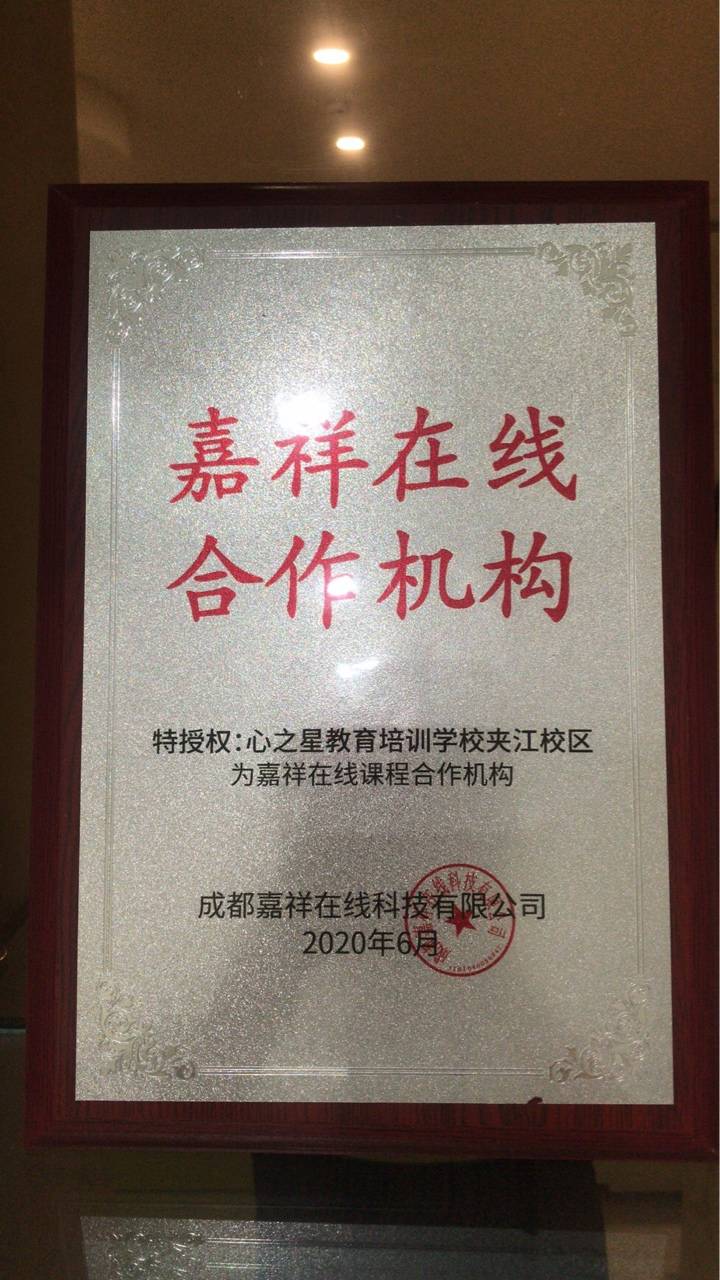 嘉祥在线
合作机构
特授权：心之星教育培训学校夹江校区
为嘉祥在线课程合作机构
成都嘉祥在线科技有限公司
2020年6月